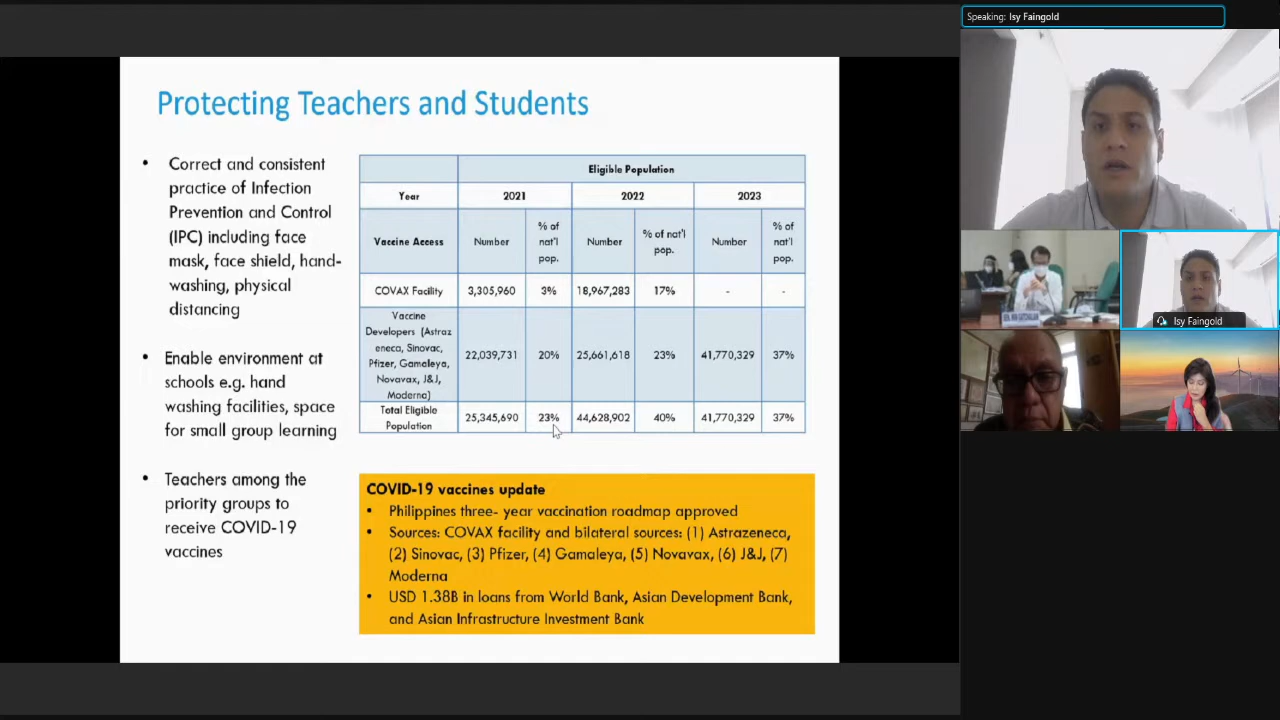 Speaking: Isy Faingold
Protecting Teachers and Students
• Correct and consistent
practice of Infection
Prevention and Control
(IPC) including face
mask, face shield, hand-
washing, physical
distancing
• Enable environment at
schools e.g. hand
washing facilities, space
for small group learning
• Teachers among the
priority groups to
receive COVID-19
vaccines
Eligible Population
Year 2021 2022 2023
Vaccine Access Number % of nat'l pop. Number % of nat'l pop. Number % of nat'l pop.
COVAX Facility 3,305,960 3% 18,967,283 17% - -
Vaccine
Developers (Astraz
eneca, Sinovac,
Pfizer, Gamaleya,
Novavax, J&J,
Moderna)
22,039,731 20% 25,661,618 23% 41,770,329 37%
Total Eligible
Population
25,345,690 23% 44,628,902 40% 41,770,329 37%
COVID-19 vaccines update
• Philippines three- year vaccination roadmap approved
• Sources: COVAX facility and bilateral sources: (1) Astrazeneca,
(2) Sinovac, (3) Pfizer, (4) Gamaleya, (5) Novavax, (6) J&J, (7)
Moderna
• USD 1.38B in loans from World Bank, Asian Development Bank,
and Asian Infrastructure Investment Bank
Isy Faingold